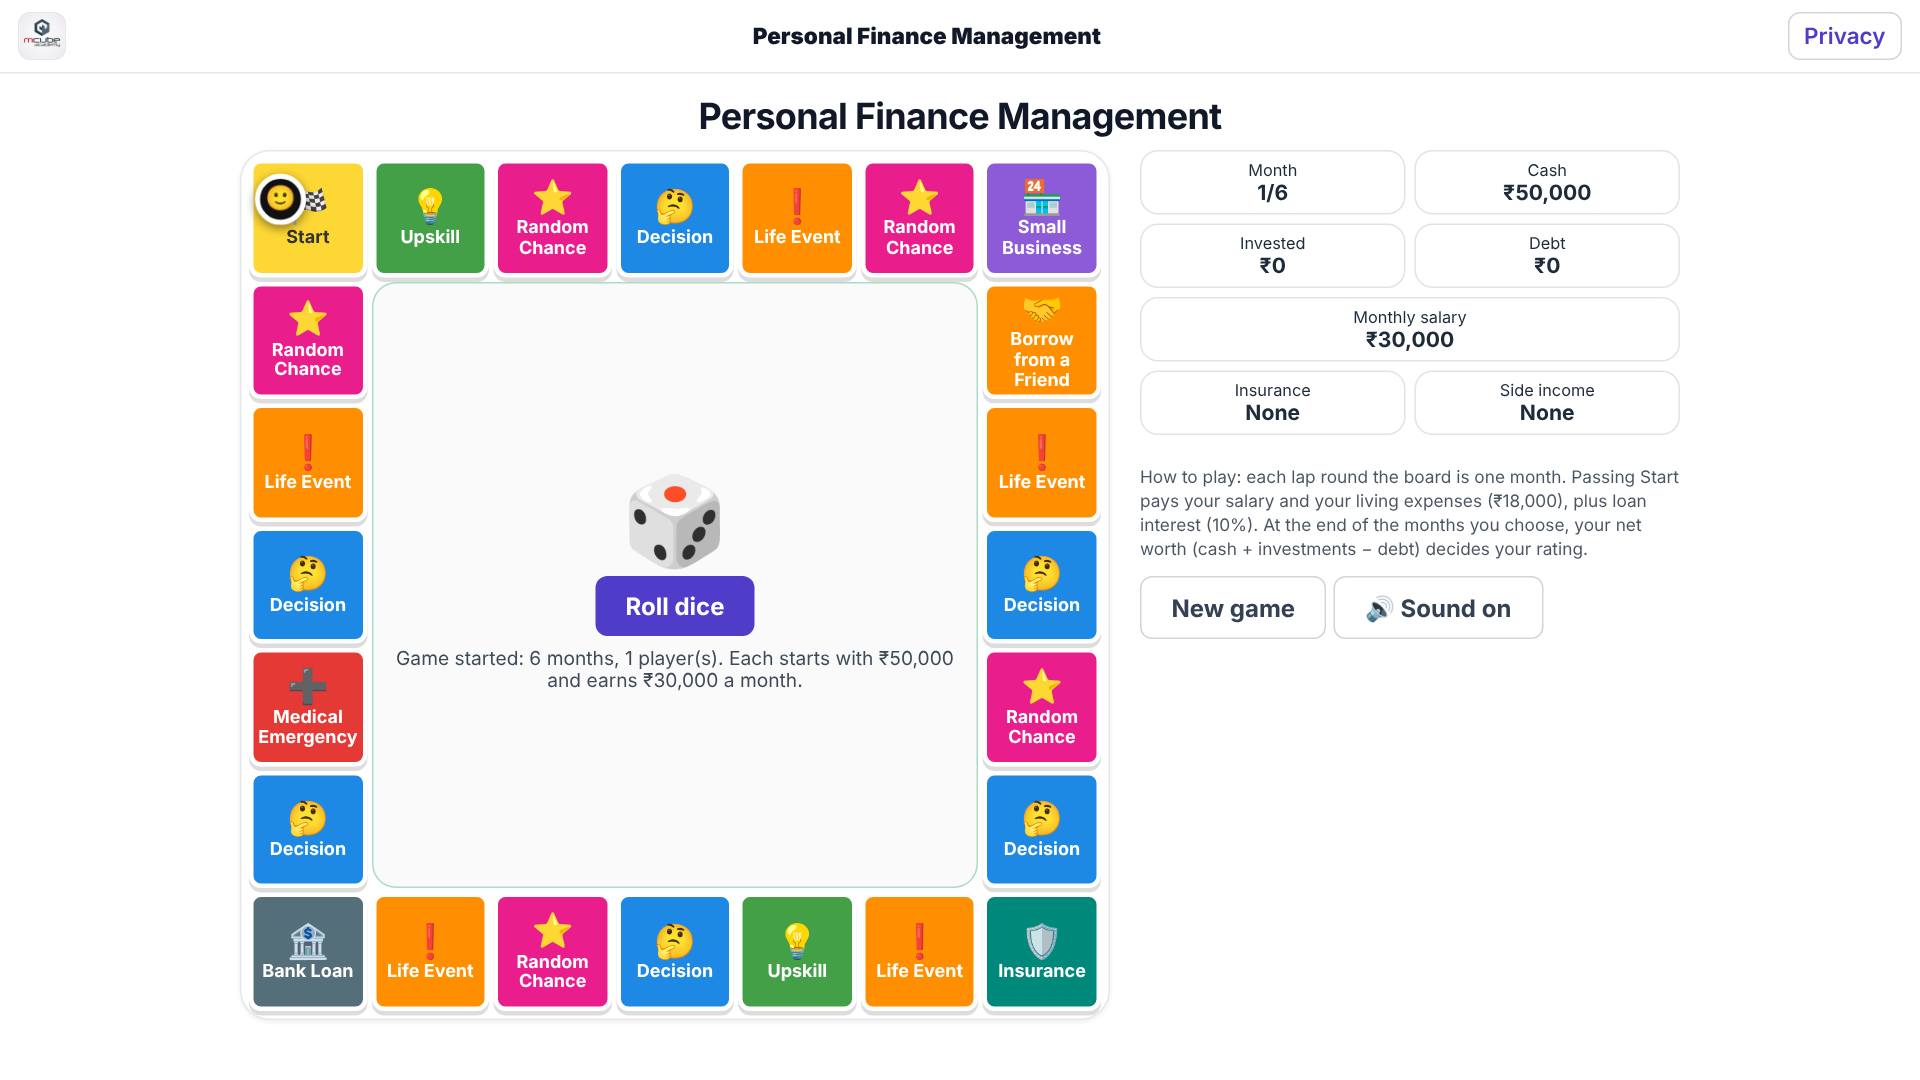 mcube
academy
Personal Finance Management
Privacy
Personal Finance Management
Start
Upskill
Random
Chance
Decision
Life Event
Random
Chance
24
Small
Business
Random
Chance
Life Event
Decision
Medical
Emergency
Decision
Bank Loan
Life Event
Random
Chance
Decision
Upskill
Life Event
Insurance
Borrow
from a
Friend
Life Event
Decision
Random
Chance
Decision
Roll dice
Game started: 6 months, 1 player(s). Each starts with ₹50,000
and earns ₹30,000 a month.
Month
1/6
Cash
₹50,000
Invested
₹0
Debt
₹0
Monthly salary
₹30,000
Insurance
None
Side income
None
How to play: each lap round the board is one month. Passing Start
pays your salary and your living expenses (₹18,000), plus loan
interest (10%). At the end of the months you choose, your net
worth (cash + investments − debt) decides your rating.
New game
Sound on